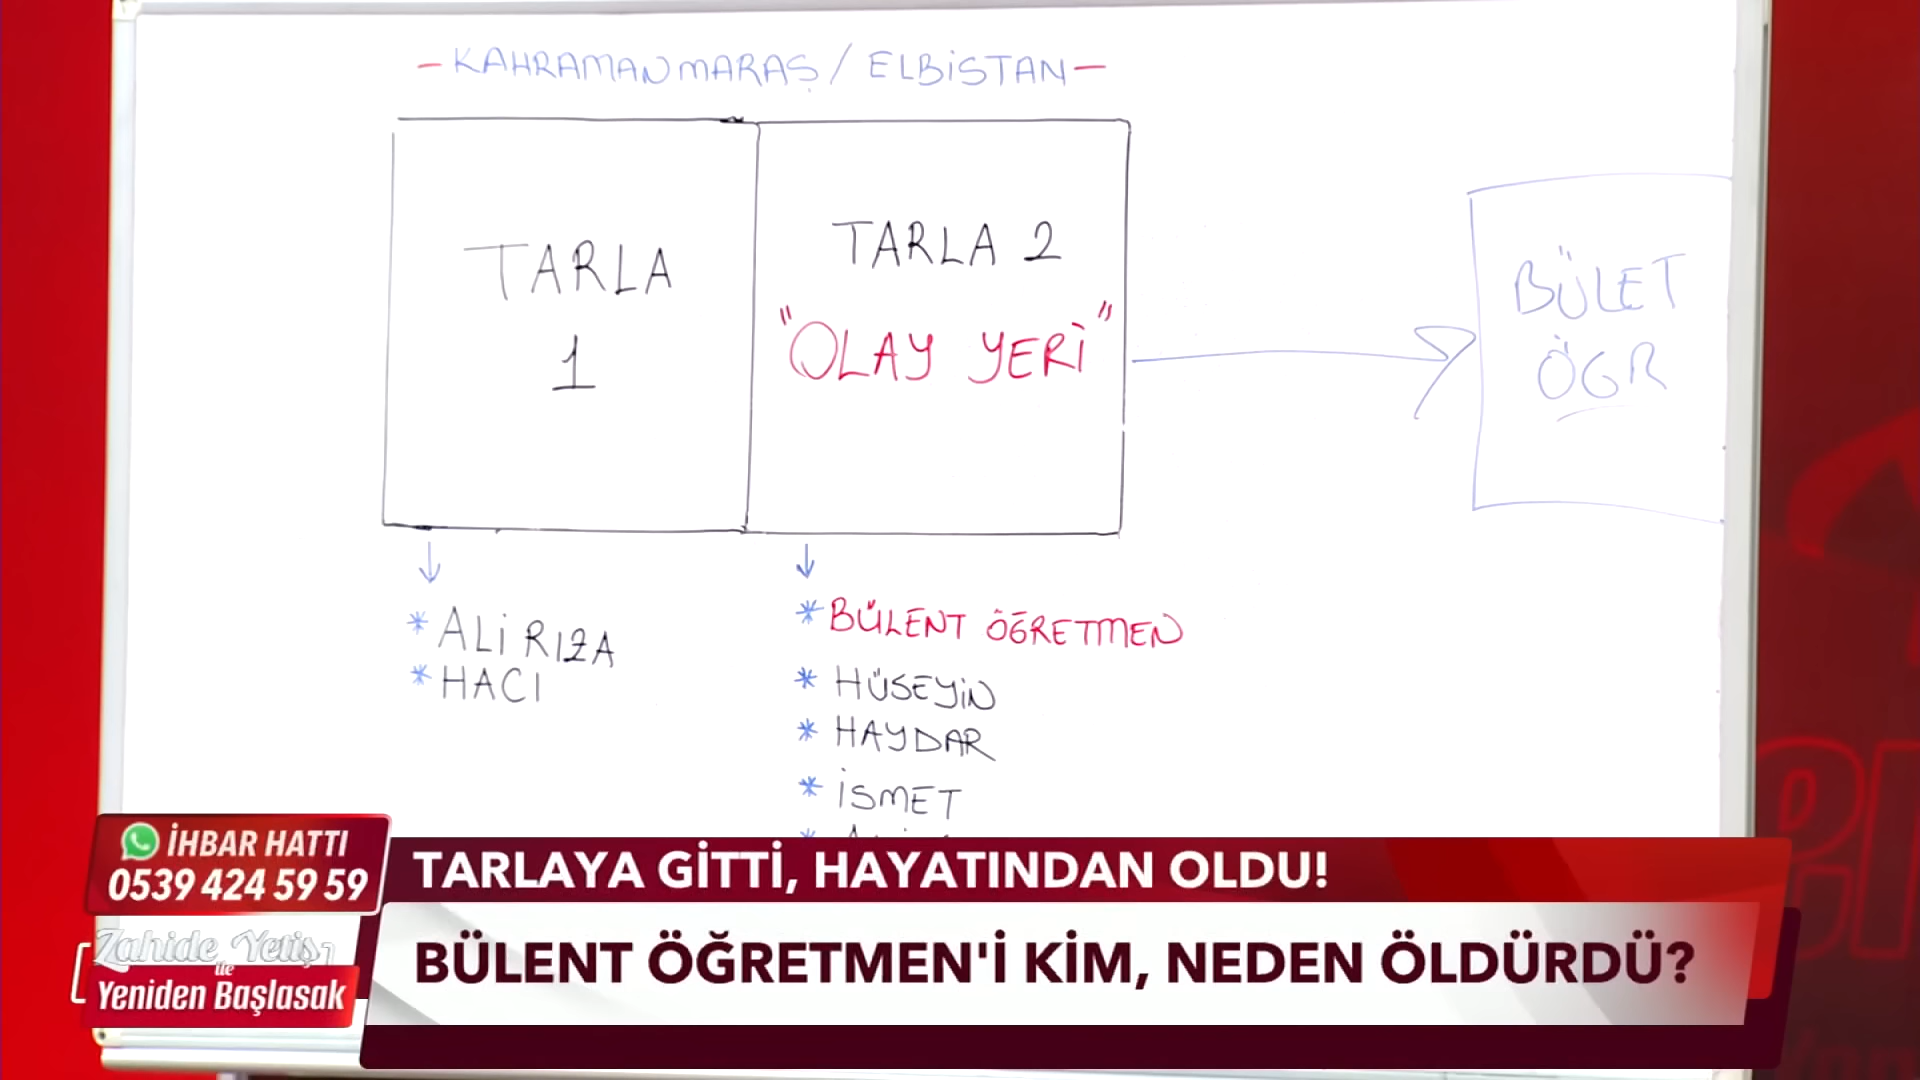 -KAHRAMANMARAŞ / ELBİSTAN-
TARLA
1
TARLA 2
"OLAY YERİ"
BÜLET
ÖGR
* ALİ RIZA
* HACI
* BÜLENT ÖĞRETMEN
* HÜSEYİN
* HAYDAR
* İSMET
İHBAR HATTI
0539 424 59 59
TARLAYA GİTTİ, HAYATINDAN OLDU!
BÜLENT ÖĞRETMEN'İ KİM, NEDEN ÖLDÜRDÜ?
Zahide Yetiş
ile
Yeniden Başlasak